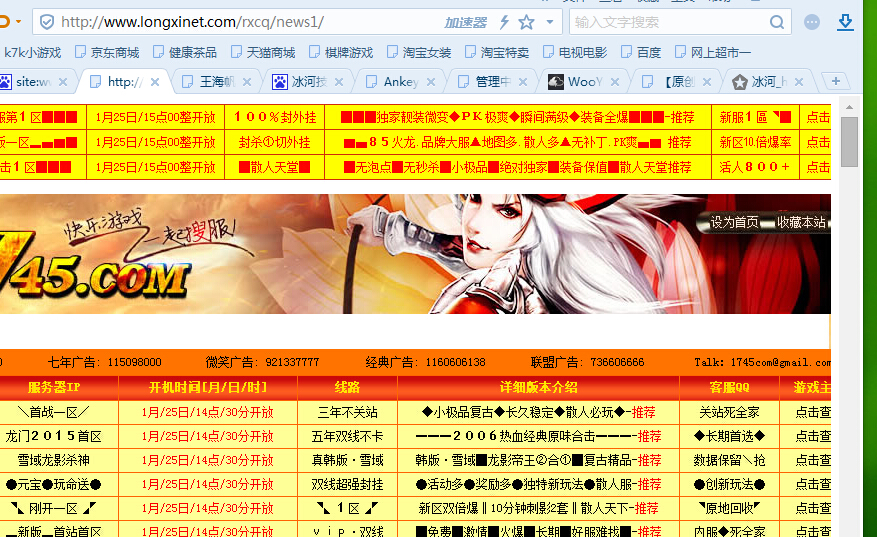 http://www.longxinet.com/rxcq/news1/
加速器
输入文字搜索
k7k小游戏 京东商城 健康茶品 天猫商城 棋牌游戏 淘宝女装 淘宝特卖 电视电影 百度 网上超市一
site:w http:/ 王海帆 冰河技 Ankey 管理中 WooY 【原创 冰河_h
服第1区■■■ 1月25日/15点00整开放 100%封外挂 ■■■独家靓装微变◆PK极爽◆瞬间满级◆装备全爆■■■-推荐 新服1區 点击
1月25日/15点00整开放 封杀①切外挂 85火龙.品牌大服▲地图多.散人多▲无补丁.PK爽 推荐 新区10.倍爆率 点击
击1区■■■ 1月25日/15点00整开放 ■散人天堂■ ■无泡点■无秒杀■小极品■绝对独家■装备保值■散人天堂推荐 活人800+ 点击
快乐游戏
一起搜服!
745.COM
设为首页 收藏本站
七年广告: 115098000 微笑广告: 921337777 经典广告: 1160606138 联盟广告: 736606666 Talk: 1745com@gmail.com
服务器IP 开机时间[月/日/时] 线路 详细版本介绍 客服QQ 游戏主
＼首战一区／ 1月/25日/14点/30分开放 三年不关站 ◆小极品复古◆长久稳定◆散人必玩◆-推荐 关站死全家 点击查
龙门2015首区 1月/25日/14点/30分开放 五年双线不卡 ━━━2006热血经典原味合击━━━-推荐 ◆长期首选◆ 点击查
雪域龙影杀神 1月/25日/14点/30分开放 真韩版·雪域 韩版·雪域■龙影帝王②合①■复古精品-推荐 数据保留＼抢 点击查
●元宝●玩命送● 1月/25日/14点/30分开放 双线超强封挂 ●活动多●奖励多●独特新玩法●散人服-推荐 ●创新玩法● 点击查
◥◣刚开一区◢◤ 1月/25日/14点/30分开放 ◥◣1区◢◤ 新区双倍爆‖10分钟刺影2套‖散人天下-推荐 ◥原地回收◤ 点击查
新版 首站首区 1月/25日/14点/30分开放 vip·双线 ■免费■激情■火爆■长期■好服难找■-推荐 内服◆死全家 点击查